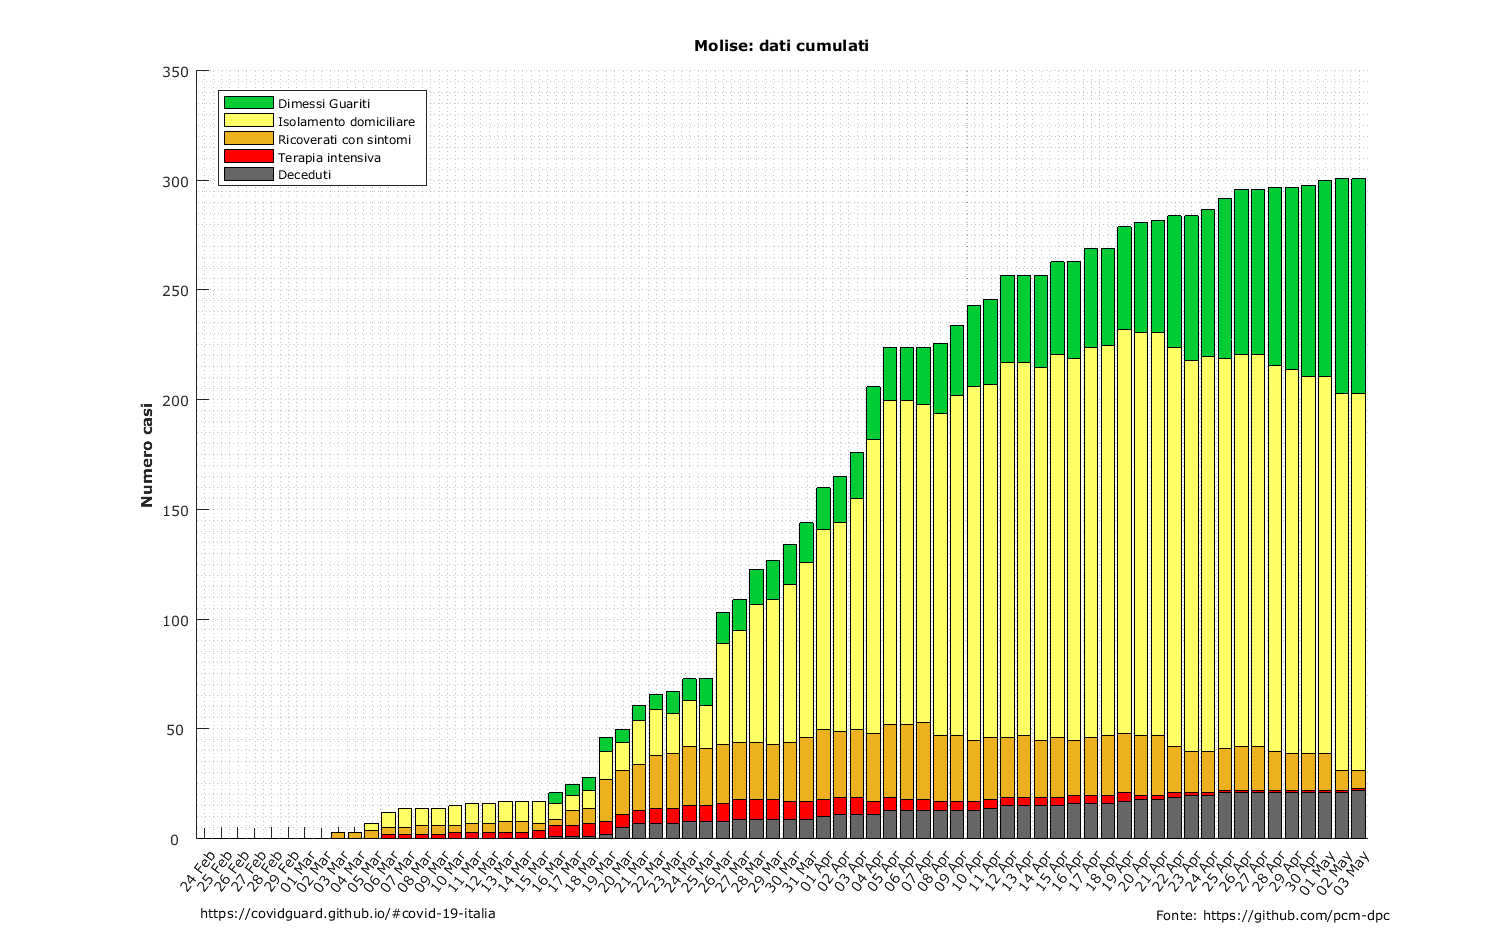 Molise: dati cumulati
350
300
250
200
150
100
50
0
Numero casi
Dimessi Guariti
Isolamento domiciliare
Ricoverati con sintomi
Terapia intensiva
Deceduti
24 Feb
25 Feb
26 Feb
27 Feb
28 Feb
29 Feb
01 Mar
02 Mar
03 Mar
04 Mar
05 Mar
06 Mar
07 Mar
08 Mar
09 Mar
10 Mar
11 Mar
12 Mar
13 Mar
14 Mar
15 Mar
16 Mar
17 Mar
18 Mar
19 Mar
20 Mar
21 Mar
22 Mar
23 Mar
24 Mar
25 Mar
26 Mar
27 Mar
28 Mar
29 Mar
30 Mar
31 Mar
01 Apr
02 Apr
03 Apr
04 Apr
05 Apr
06 Apr
07 Apr
08 Apr
09 Apr
10 Apr
11 Apr
12 Apr
13 Apr
14 Apr
15 Apr
16 Apr
17 Apr
18 Apr
19 Apr
20 Apr
21 Apr
22 Apr
23 Apr
24 Apr
25 Apr
26 Apr
27 Apr
28 Apr
29 Apr
30 Apr
01 May
02 May
03 May
https://covidguard.github.io/#covid-19-italia
Fonte: https://github.com/pcm-dpc